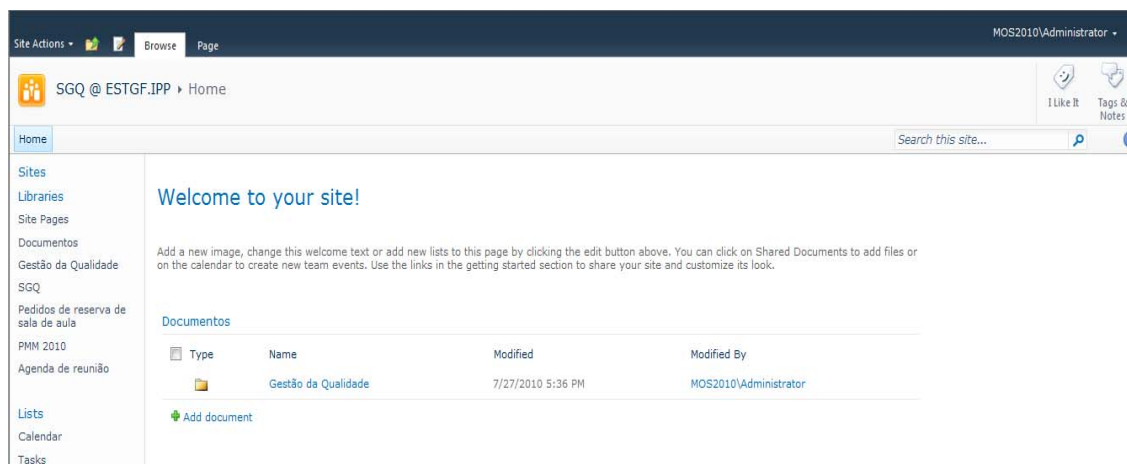 MOS2010\Administrator
Site Actions
Browse
Page
SGQ @ ESTGF.IPP ▸ Home
I Like It
Tags &
Notes
Home
Search this site...
Sites
Libraries
Site Pages
Documentos
Gestão da Qualidade
SGQ
Pedidos de reserva de
sala de aula
PMM 2010
Agenda de reunião
Lists
Calendar
Tasks
Welcome to your site!
Add a new image, change this welcome text or add new lists to this page by clicking the edit button above. You can click on Shared Documents to add files or
on the calendar to create new team events. Use the links in the getting started section to share your site and customize its look.
Documentos
Type Name Modified Modified By
Gestão da Qualidade 7/27/2010 5:36 PM MOS2010\Administrator
Add document